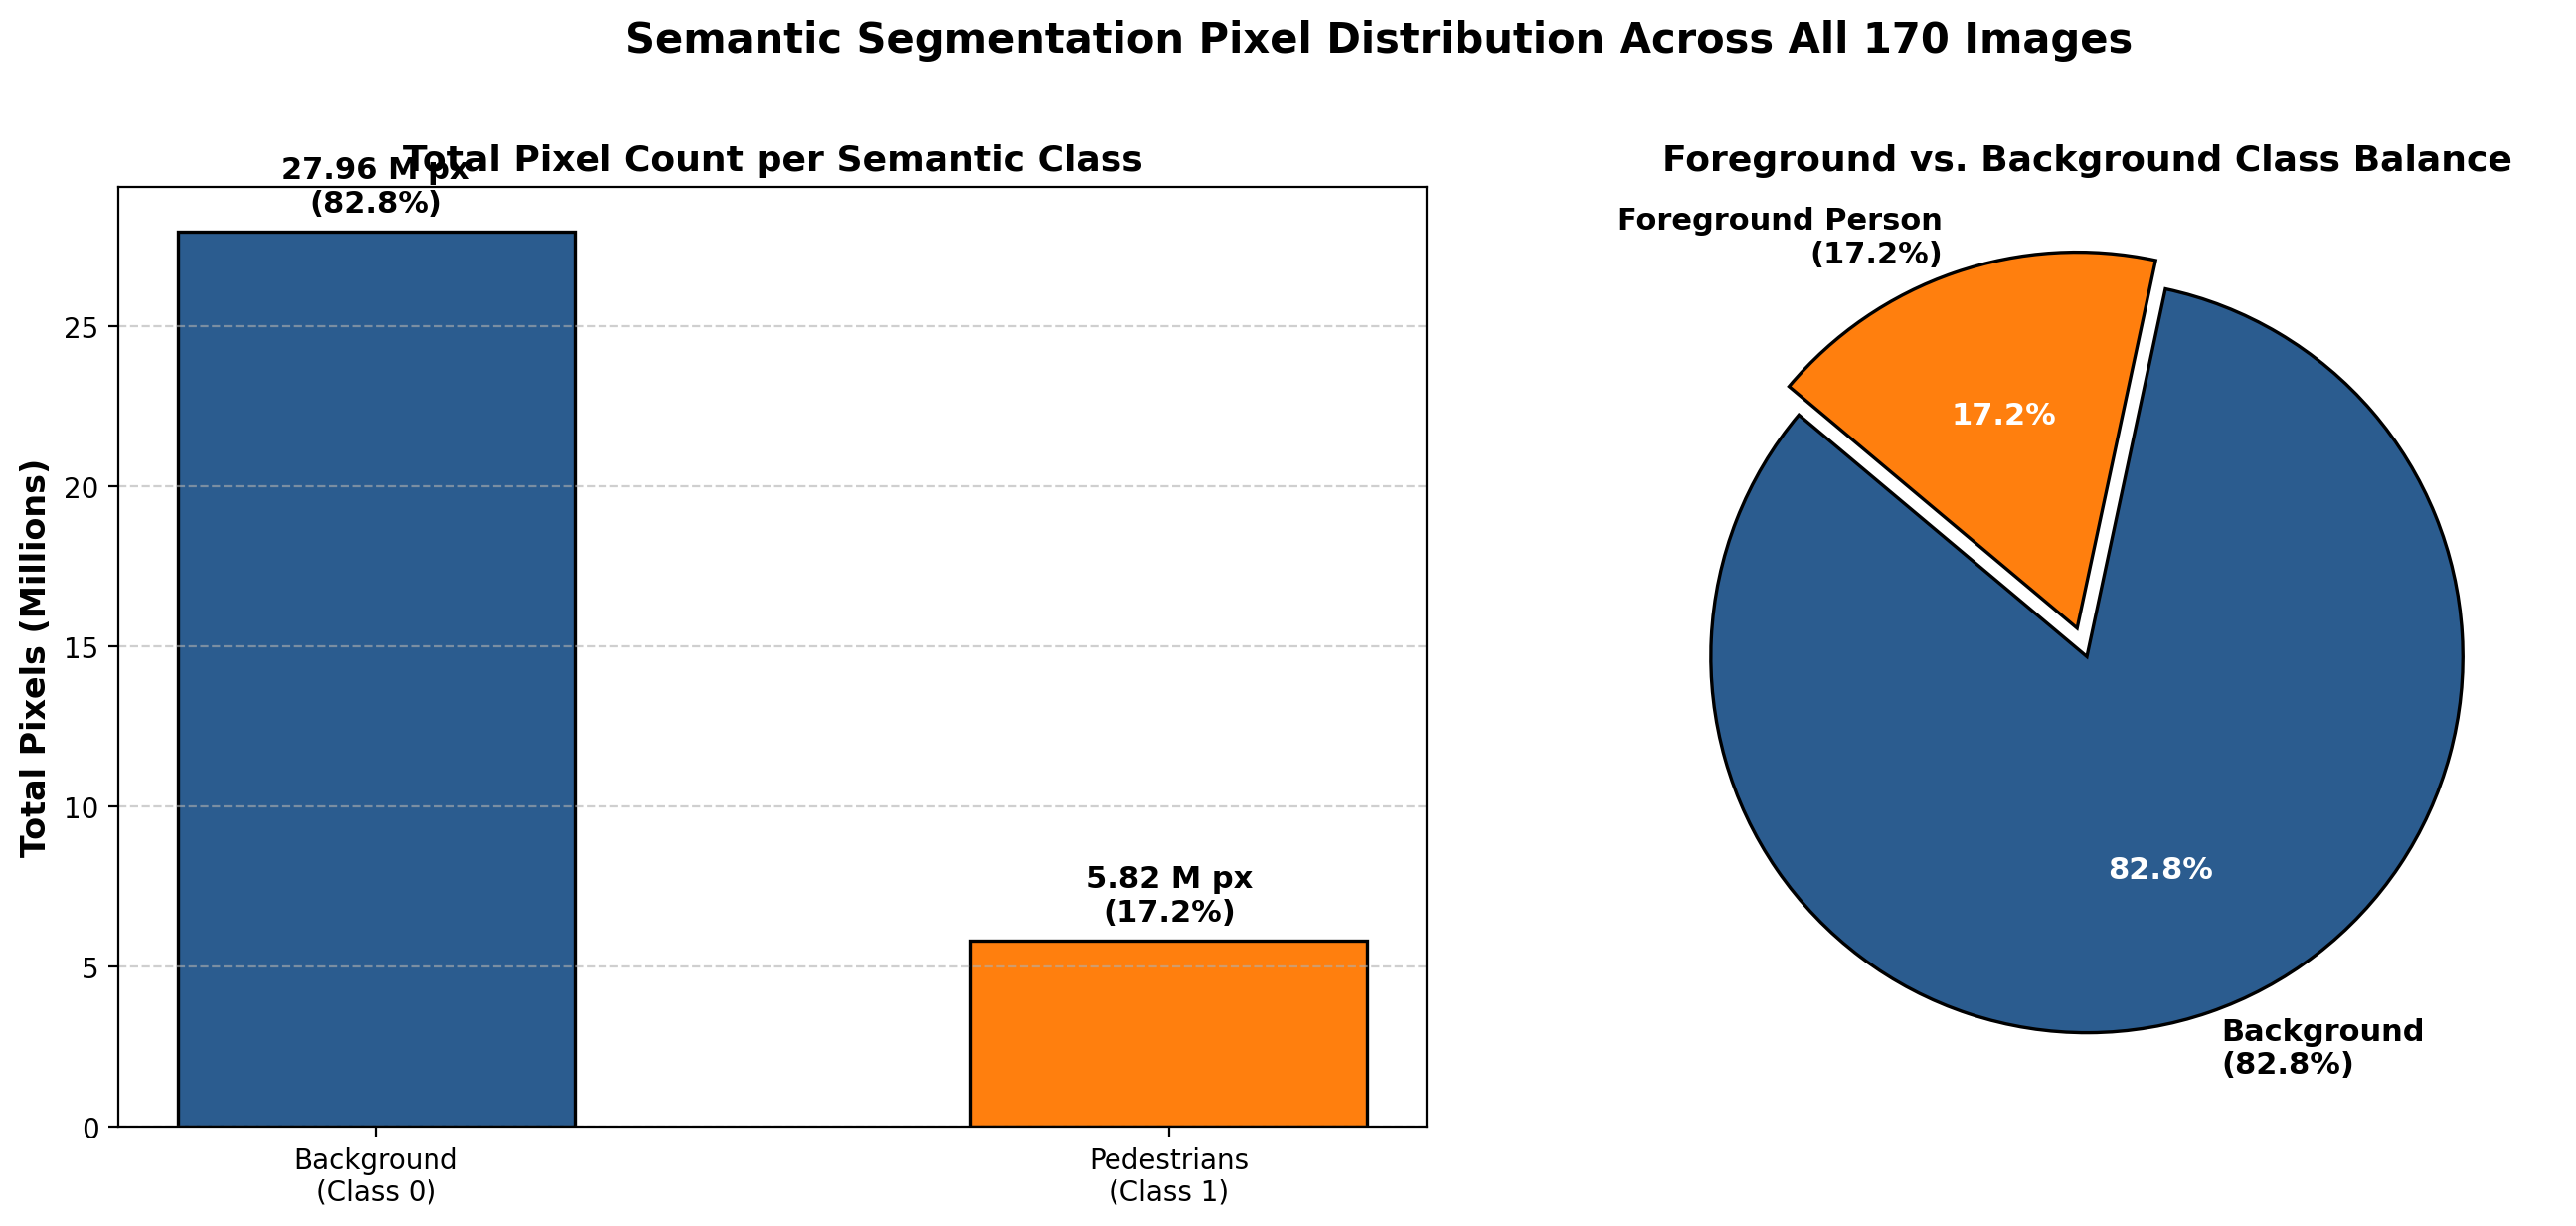 Semantic Segmentation Pixel Distribution Across All 170 Images
Total Pixel Count per Semantic Class
27.96 M px
(82.8%)
Total Pixels (Millions)
25
20
15
10
5
0
5.82 M px
(17.2%)
Background
(Class 0)
Pedestrians
(Class 1)
Foreground vs. Background Class Balance
Foreground Person
(17.2%)
17.2%
82.8%
Background
(82.8%)